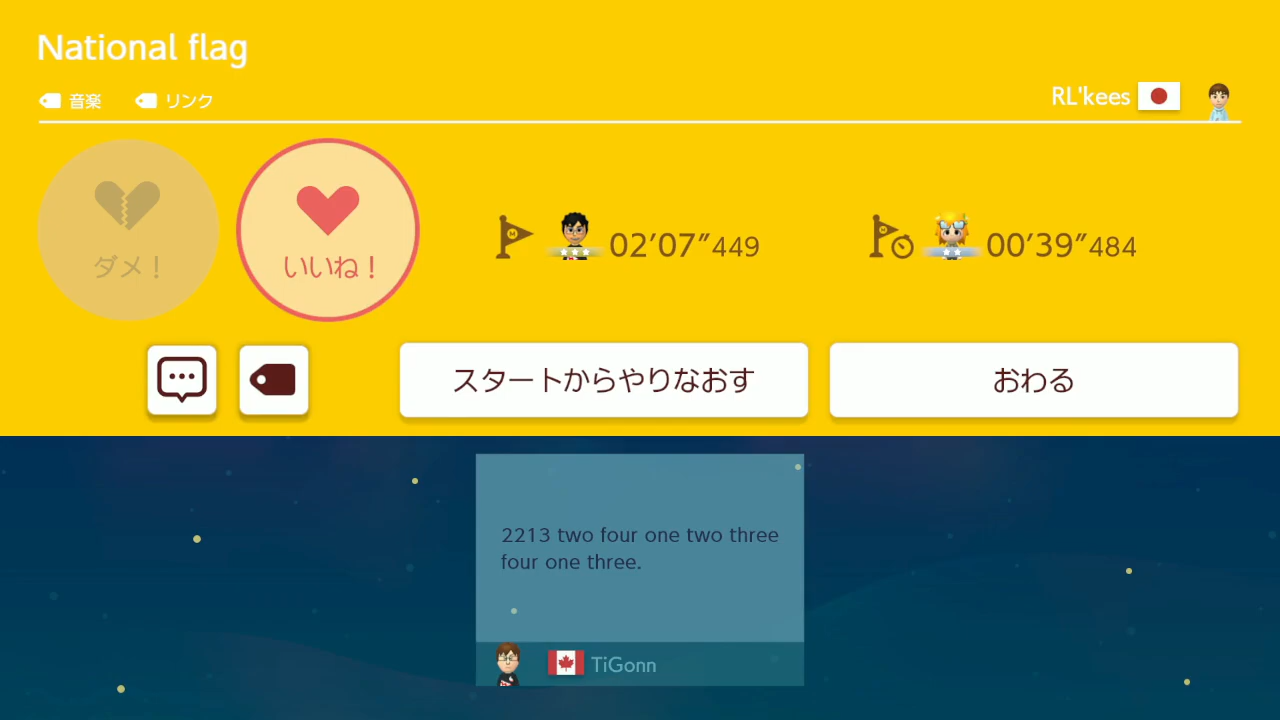 National flag
音楽 リンク
RL'kees
ダメ! いいね!
02′07″449 00′39″484
スタートからやりなおす おわる
2213 two four one two three
four one three.
TiGonn